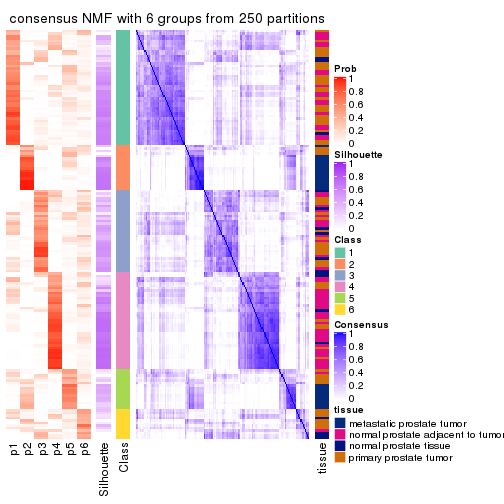 consensus NMF with 6 groups from 250 partitions
Prob
1
0.8
0.6
0.4
0.2
0
Silhouette
1
0.8
0.6
0.4
0.2
0
Class
1
2
3
4
5
6
Consensus
1
0.8
0.6
0.4
0.2
0
tissue
metastatic prostate tumor
normal prostate adjacent to tumor
normal prostate tissue
primary prostate tumor
p1
p2
p3
p4
p5
p6
Silhouette
Class
tissue